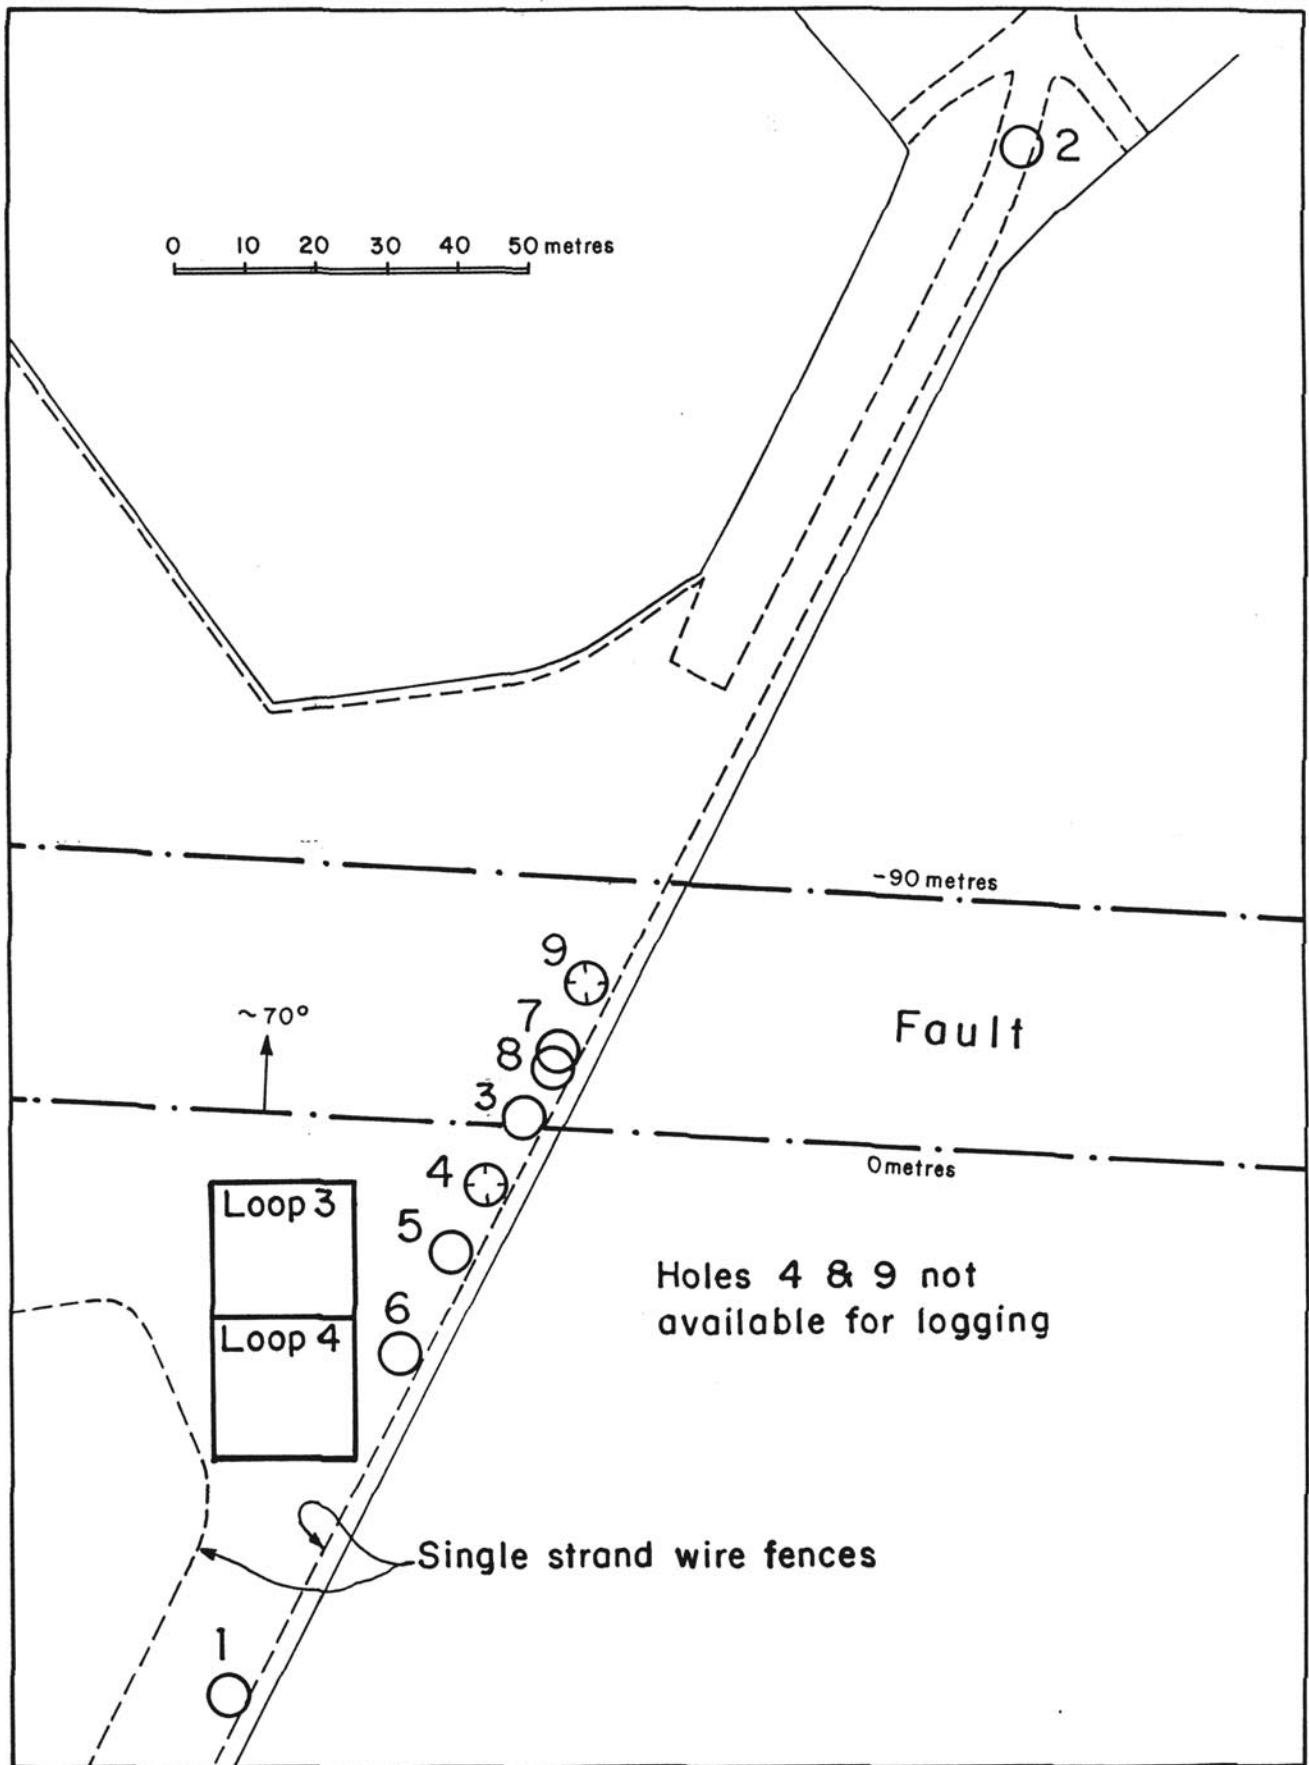 2
0 10 20 30 40 50 metres
-90 metres
9
7
~70°
Fault
8
3
0 metres
4
Loop 3
5
Holes 4 & 9 not
available for logging
6
Loop 4
Single strand wire fences
1